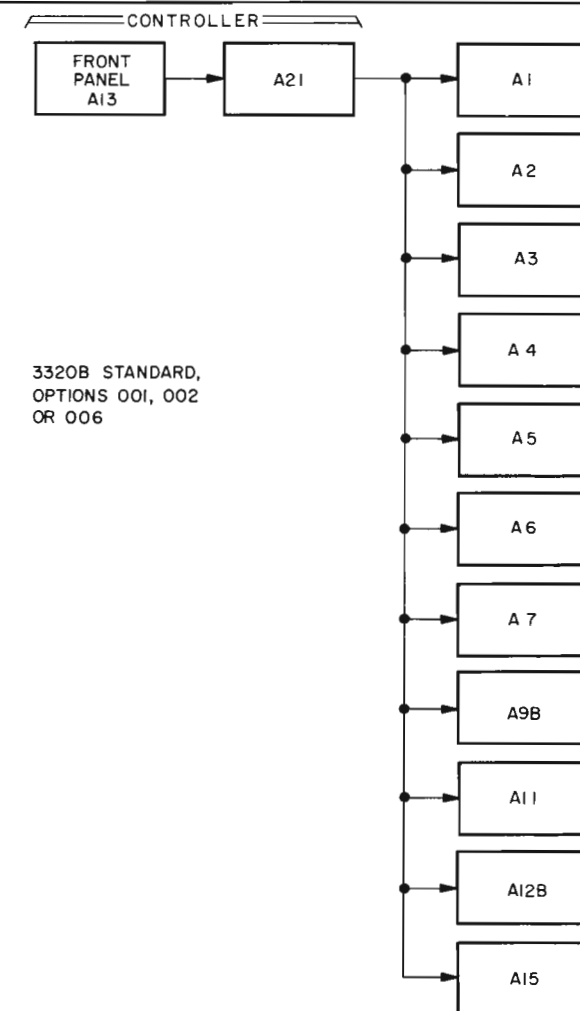 CONTROLLER
FRONT
PANEL
A13
A21
A1
A2
A3
A4
3320B STANDARD,
OPTIONS 001, 002
OR 006
A5
A6
A7
A9B
A11
A12B
A15